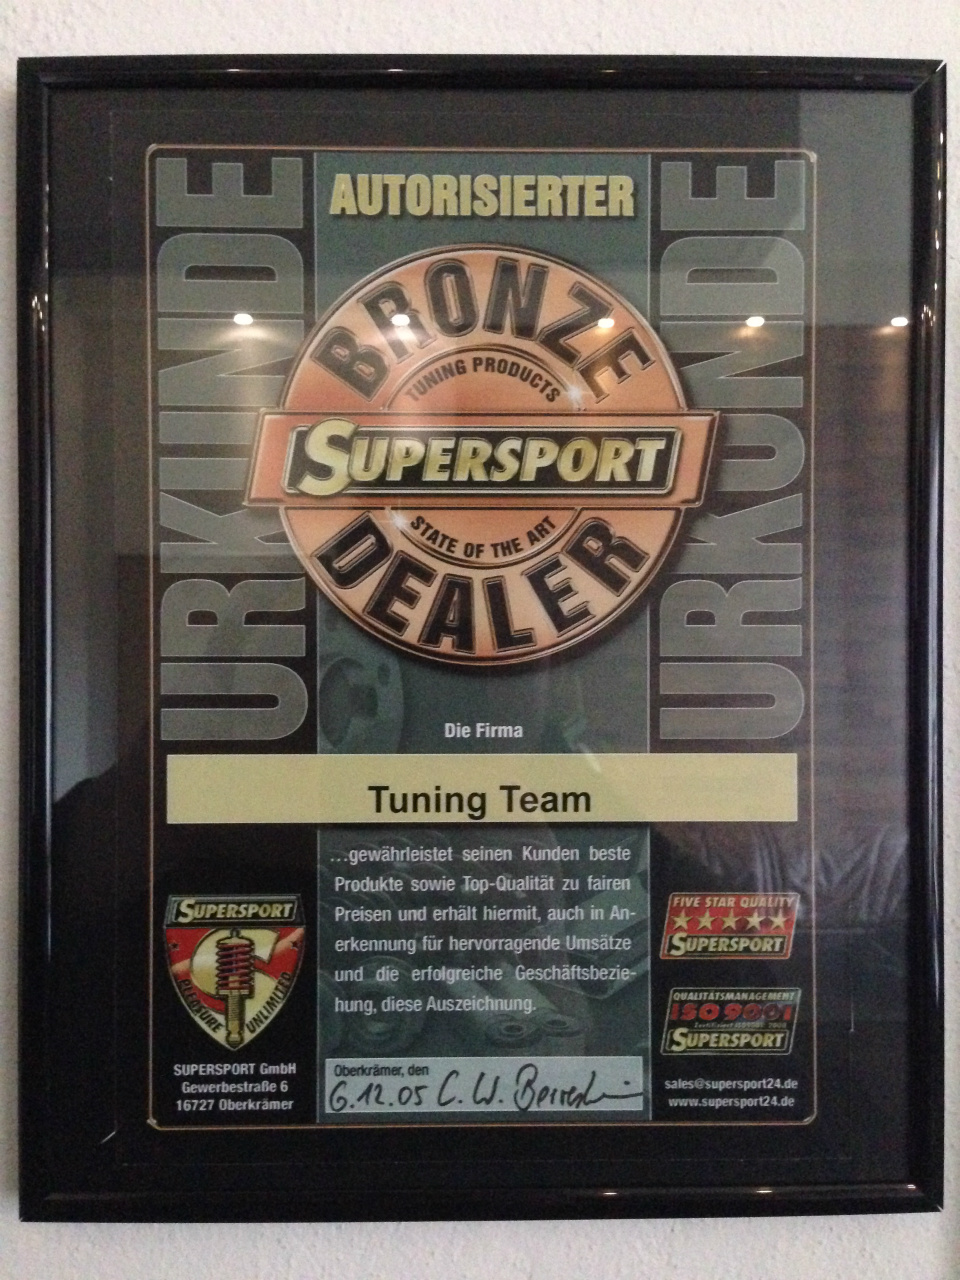 URKUNDE
AUTORISIERTER
URKUNDE
BRONZE
TUNING PRODUCTS
SUPERSPORT
STATE OF THE ART
DEALER
Die Firma
Tuning Team
...gewährleistet seinen Kunden beste
Produkte sowie Top-Qualität zu fairen
Preisen und erhält hiermit, auch in An-
erkennung für hervorragende Umsätze
und die erfolgreiche Geschäftsbezie-
hung, diese Auszeichnung.
SUPERSPORT
PLEASURE UNLIMITED
SUPERSPORT GmbH
Gewerbestraße 6
16727 Oberkrämer
Oberkrämer, den
6.12.05 C. W.
FIVE STAR QUALITY
SUPERSPORT
QUALITÄTSMANAGEMENT
ISO 9001
SUPERSPORT
sales@supersport24.de
www.supersport24.de